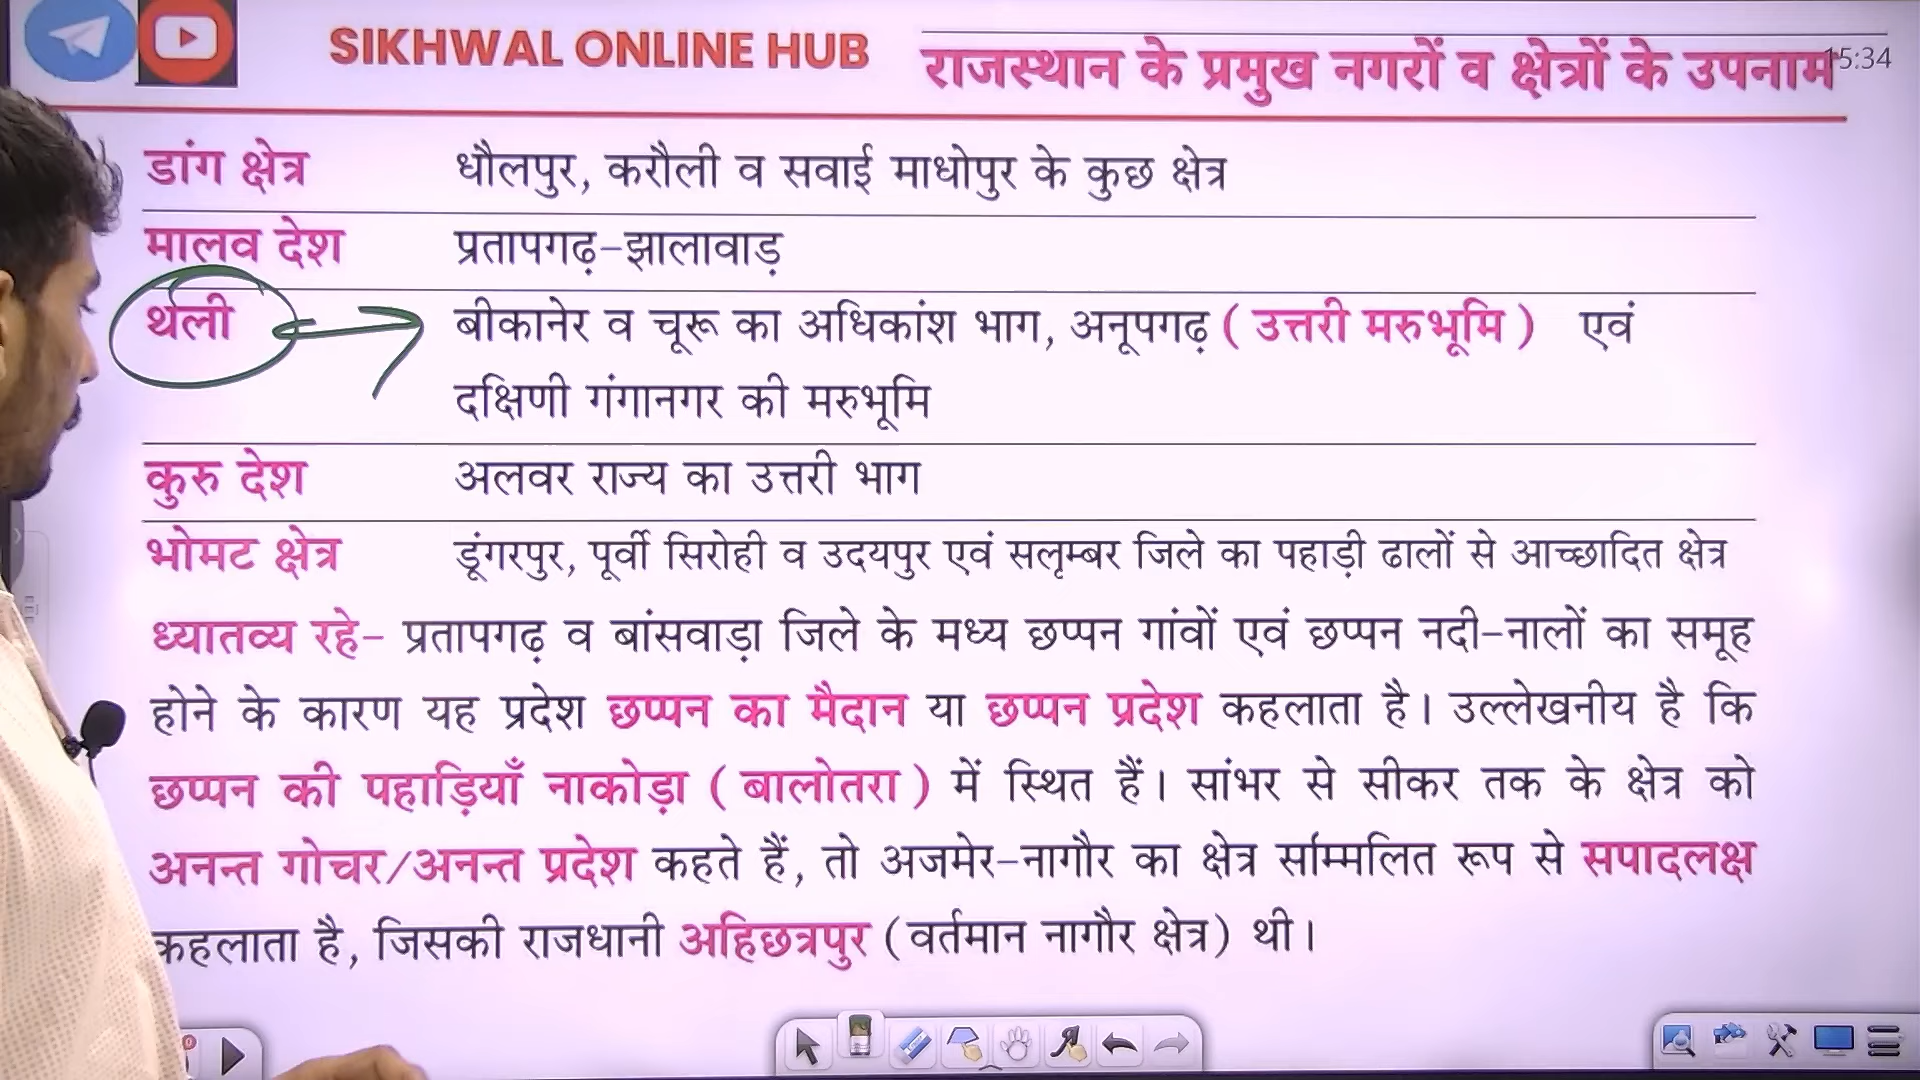 SIKHWAL ONLINE HUB
राजस्थान के प्रमुख नगरों व क्षेत्रों के उपनाम
15:34
डांग क्षेत्र धौलपुर, करौली व सवाई माधोपुर के कुछ क्षेत्र
मालव देश प्रतापगढ़-झालावाड़
थली बीकानेर व चूरू का अधिकांश भाग, अनूपगढ़ ( उत्तरी मरुभूमि ) एवं
दक्षिणी गंगानगर की मरुभूमि
कुरु देश अलवर राज्य का उत्तरी भाग
भोमट क्षेत्र डूंगरपुर, पूर्वी सिरोही व उदयपुर एवं सलूम्बर जिले का पहाड़ी ढालों से आच्छादित क्षेत्र
ध्यातव्य रहे- प्रतापगढ़ व बांसवाड़ा जिले के मध्य छप्पन गांवों एवं छप्पन नदी-नालों का समूह
होने के कारण यह प्रदेश छप्पन का मैदान या छप्पन प्रदेश कहलाता है। उल्लेखनीय है कि
छप्पन की पहाड़ियाँ नाकोड़ा ( बालोतरा ) में स्थित हैं। सांभर से सीकर तक के क्षेत्र को
अनन्त गोचर/अनन्त प्रदेश कहते हैं, तो अजमेर-नागौर का क्षेत्र सम्मिलित रूप से सपादलक्ष
कहलाता है, जिसकी राजधानी अहिछत्रपुर (वर्तमान नागौर क्षेत्र) थी।